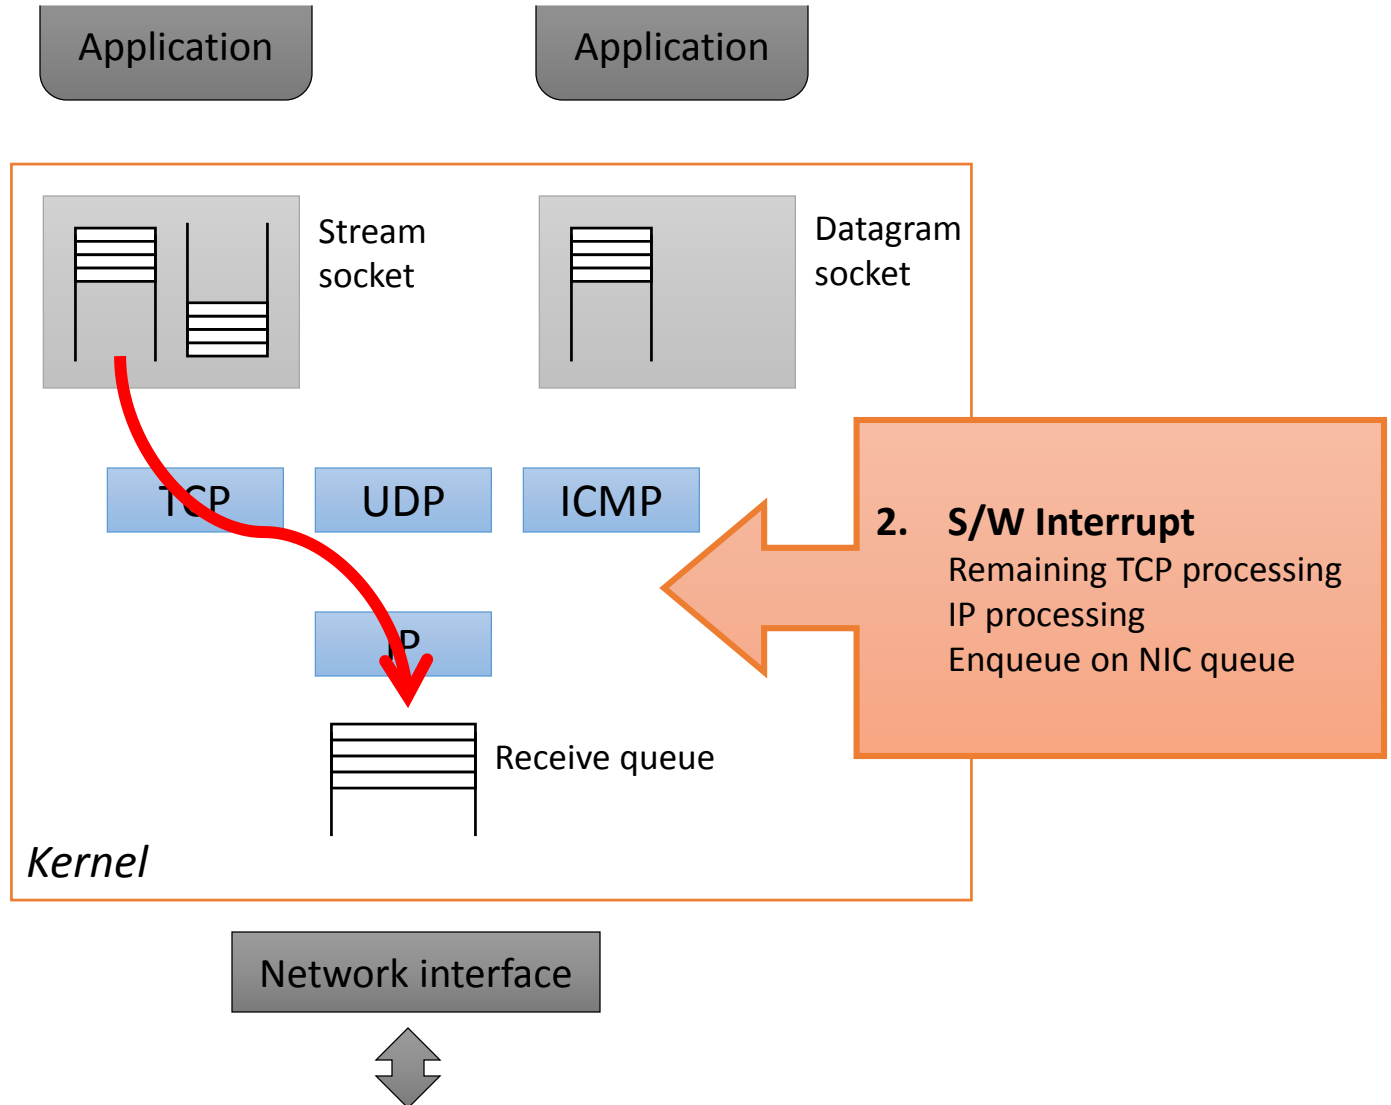 Application
Application
Stream
socket
Datagram
socket
TCP
UDP
ICMP
2. S/W Interrupt
Remaining TCP processing
IP processing
Enqueue on NIC queue
IP
Receive queue
Kernel
Network interface